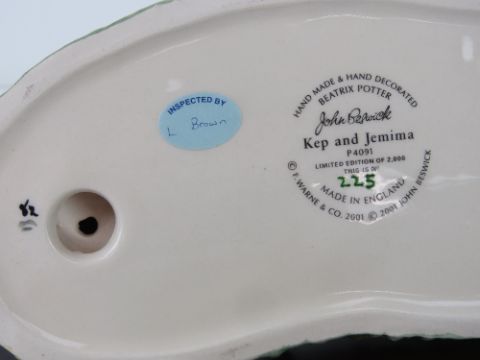 INSPECTED BY
L Brown
HAND MADE & HAND DECORATED
BEATRIX POTTER
John Beswick
Kep and Jemima
P4091
LIMITED EDITION OF 2,000
THIS IS Nº
225
MADE IN ENGLAND
© F. WARNE & CO. 2001 © 2001 JOHN BESWICK